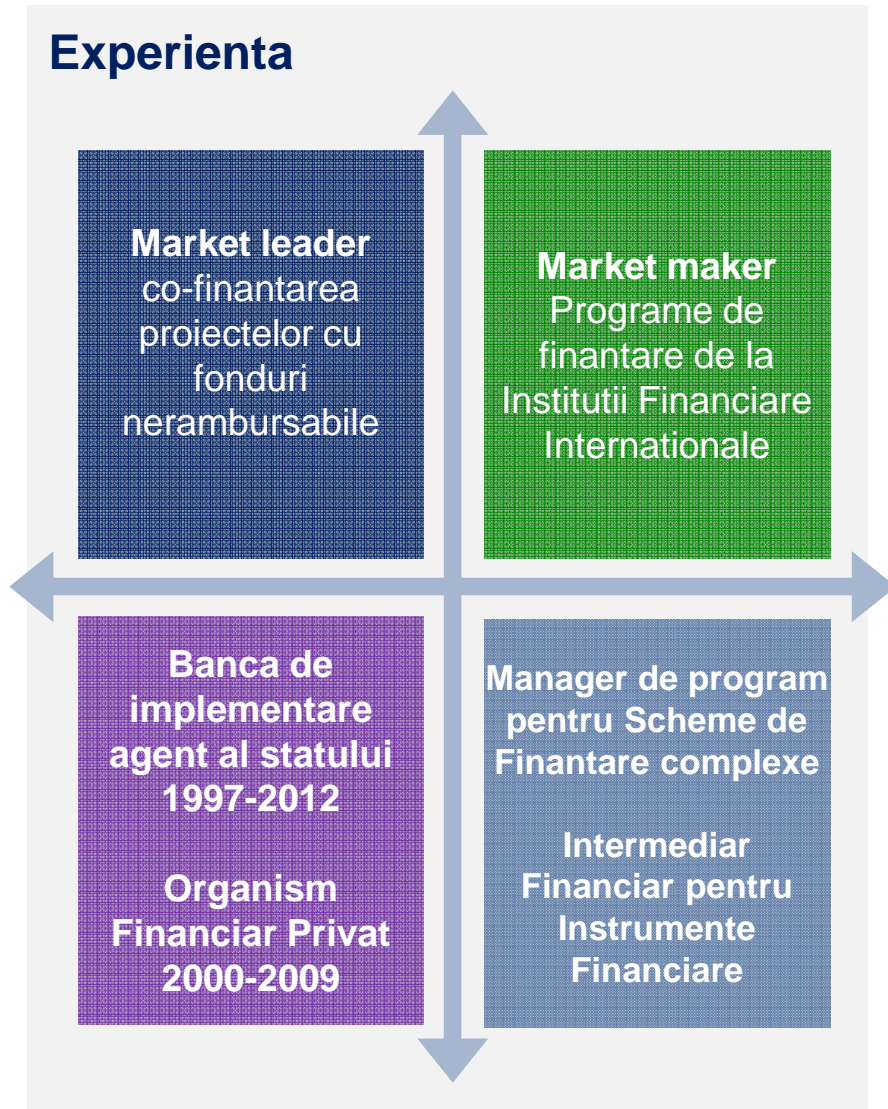 Experienta
Market leader
co-finantarea
proiectelor cu
fonduri
nerambursabile
Market maker
Programe de
finantare de la
Institutii Financiare
Internationale
Banca de
implementare
agent al statului
1997-2012
Organism
Financiar Privat
2000-2009
Manager de program
pentru Scheme de
Finantare complexe
Intermediar
Financiar pentru
Instrumente
Financiare